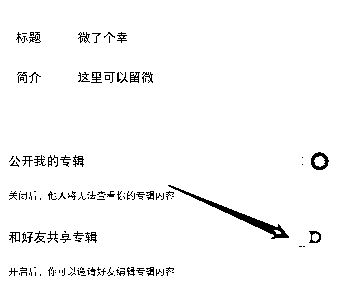 标题 微了个幸
简介 这里可以留微
公开我的专辑
关闭后，他人将无法查看你的专辑内容
和好友共享专辑
开启后，你可以邀请好友编辑专辑内容